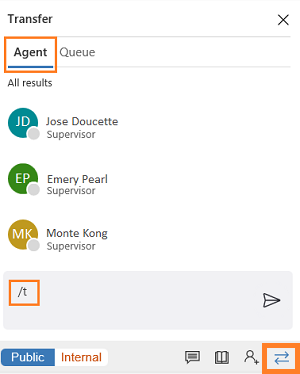 Transfer
Agent Queue
All results
JD Jose Doucette
Supervisor
EP Emery Pearl
Supervisor
MK Monte Kong
Supervisor
/t
Public Internal